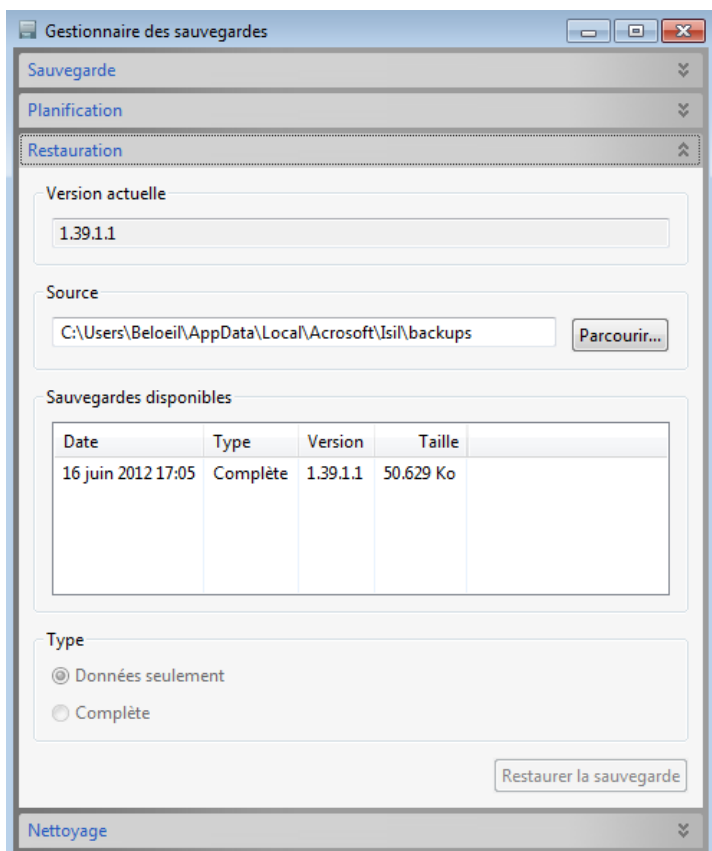 Gestionnaire des sauvegardes
Sauvegarde
Planification
Restauration
Version actuelle
1.39.1.1
Source
C:\Users\Beloeil\AppData\Local\Acrosoft\Isil\backups
Parcourir...
Sauvegardes disponibles
Date Type Version Taille
16 juin 2012 17:05 Complète 1.39.1.1 50.629 Ko
Type
Données seulement
Complète
Restaurer la sauvegarde
Nettoyage